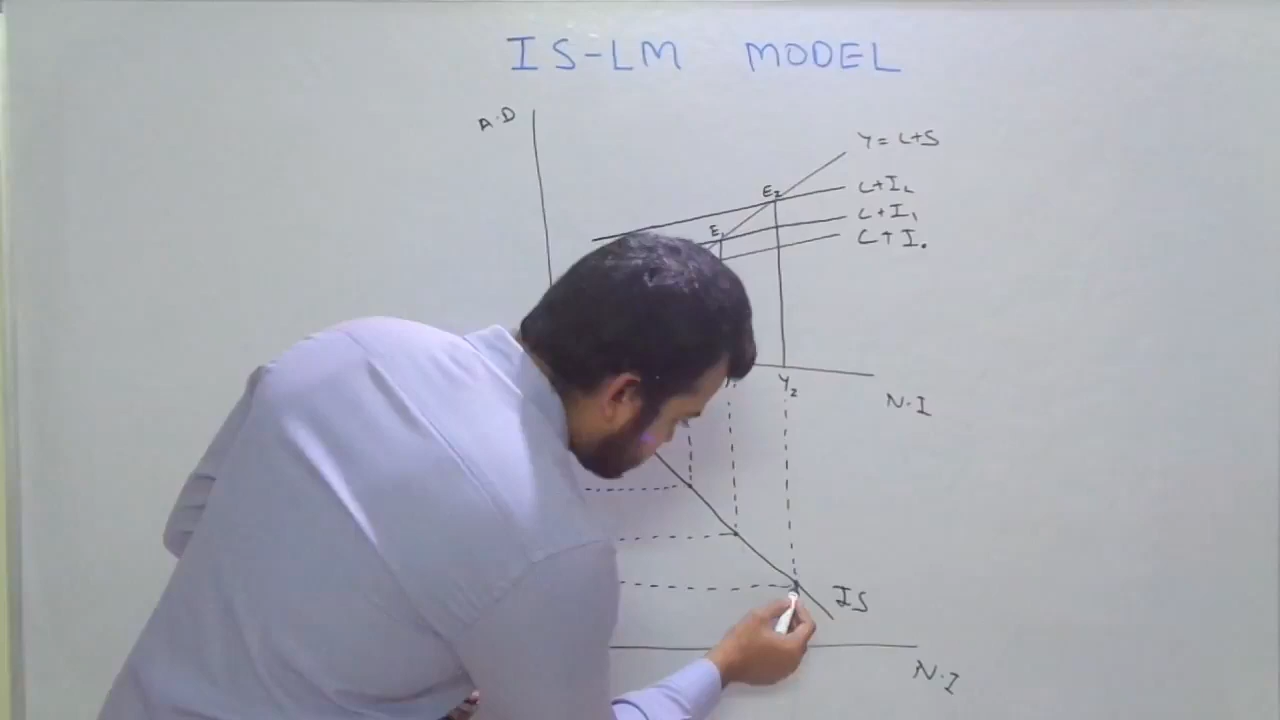 IS-LM MODEL
A.D
Y = C+S
E2
C+I2
E1
C+I1
C+I0
Y2
N.I
IS
N.I